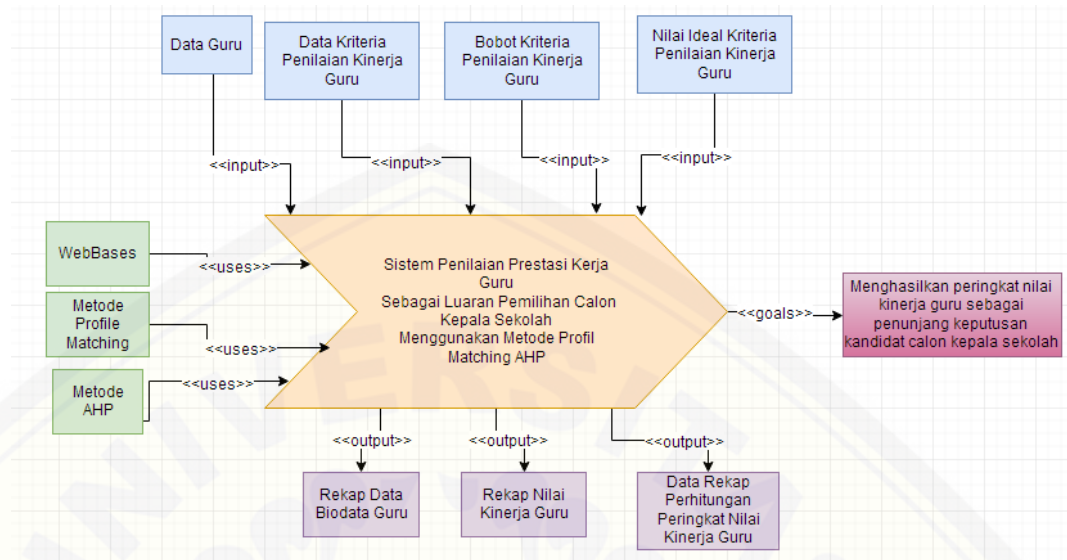 Data Guru
Data Kriteria
Penilaian Kinerja
Guru
Bobot Kriteria
Penilaian Kinerja
Guru
Nilai Ideal Kriteria
Penilaian Kinerja
Guru
<<input>>
<<input>>
<<input>>
<<input>>
WebBases
<<uses>>
Metode
Profile
Matching
<<uses>>
Metode
AHP
<<uses>>
Sistem Penilaian Prestasi Kerja
Guru
Sebagai Luaran Pemilihan Calon
Kepala Sekolah
Menggunakan Metode Profil
Matching AHP
<<goals>>
Menghasilkan peringkat nilai
kinerja guru sebagai
penunjang keputusan
kandidat calon kepala sekolah
<<output>>
<<output>>
<<output>>
Rekap Data
Biodata Guru
Rekap Nilai
Kinerja Guru
Data Rekap
Perhitungan
Peringkat Nilai
Kinerja Guru